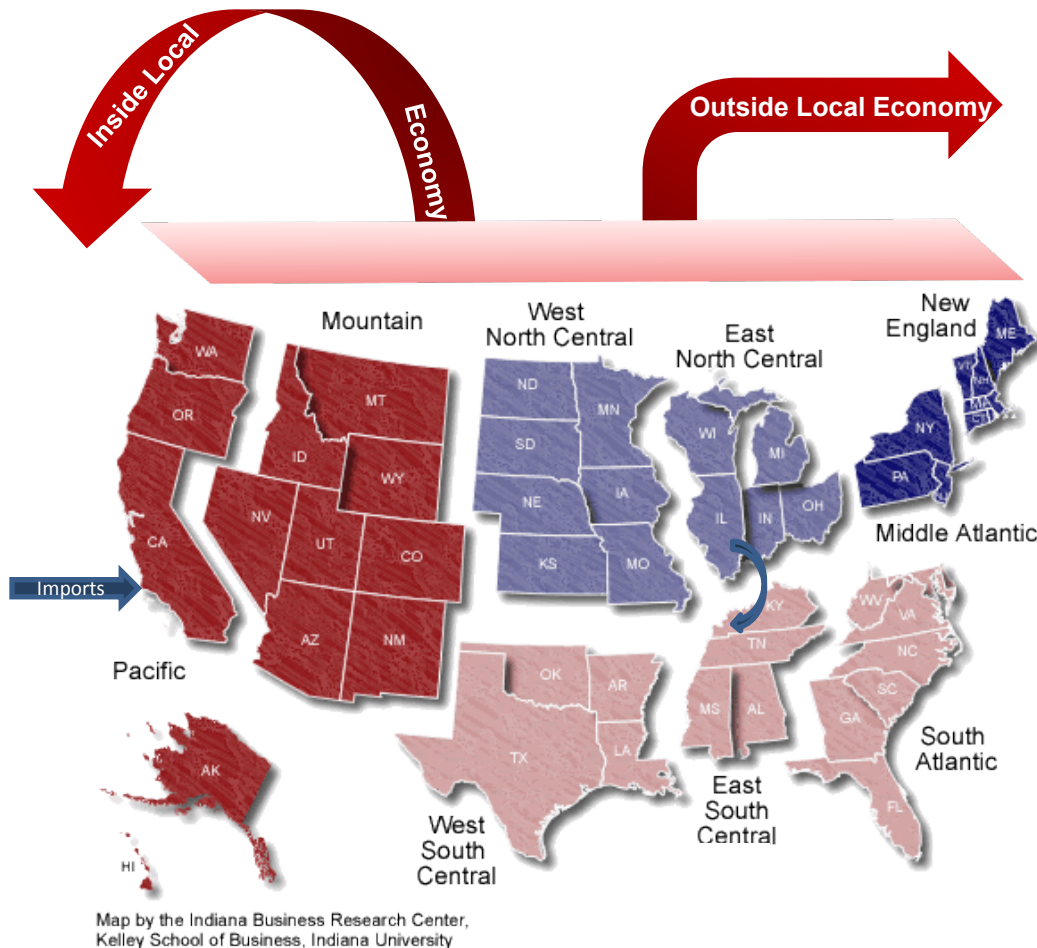 Inside Local
Economy
Outside Local Economy
New
England
West
North Central
Mountain
East
North Central
ME
WA
VT
NH
MT
ND
MN
OR
MA
CT
NY
WI
SD
MI
ID
WY
PA
IA
NE
OH
NV
IL
IN
CA
UT
CO
KS
MO
Middle Atlantic
Imports
KY
WV
VA
AZ
NM
TN
NC
Pacific
OK
AR
SC
MS
AL
GA
LA
TX
South
Atlantic
AK
East
South
Central
FL
West
South
Central
HI
Map by the Indiana Business Research Center,
Kelley School of Business, Indiana University